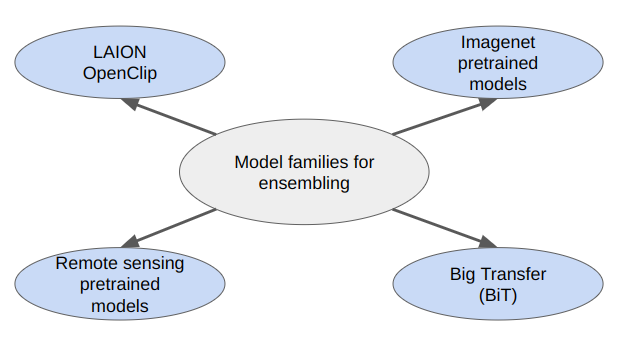 LAION
OpenClip
Imagenet
pretrained
models
Model families for
ensembling
Remote sensing
pretrained
models
Big Transfer
(BiT)